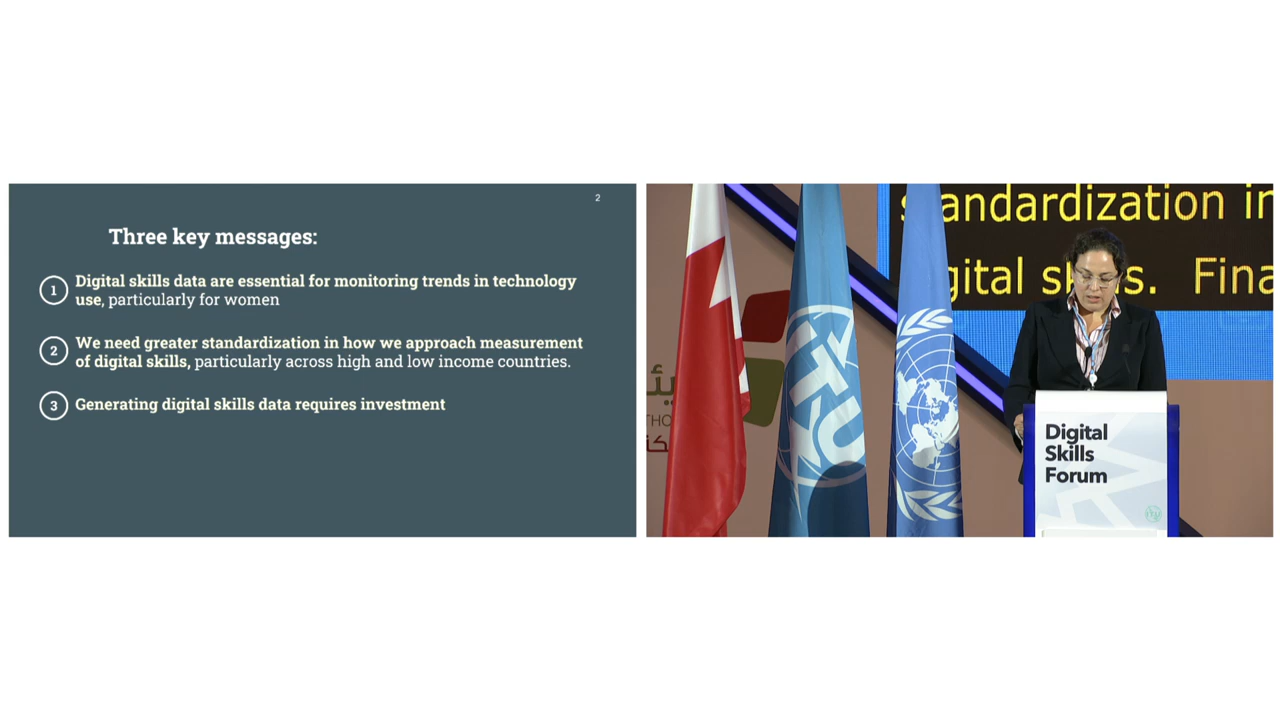 2
Three key messages:
1
Digital skills data are essential for monitoring trends in technology
use, particularly for women
2
We need greater standardization in how we approach measurement
of digital skills, particularly across high and low income countries.
3
Generating digital skills data requires investment
standardization in
digital skills. Fina
ITU
THO
Digital
Skills
Forum